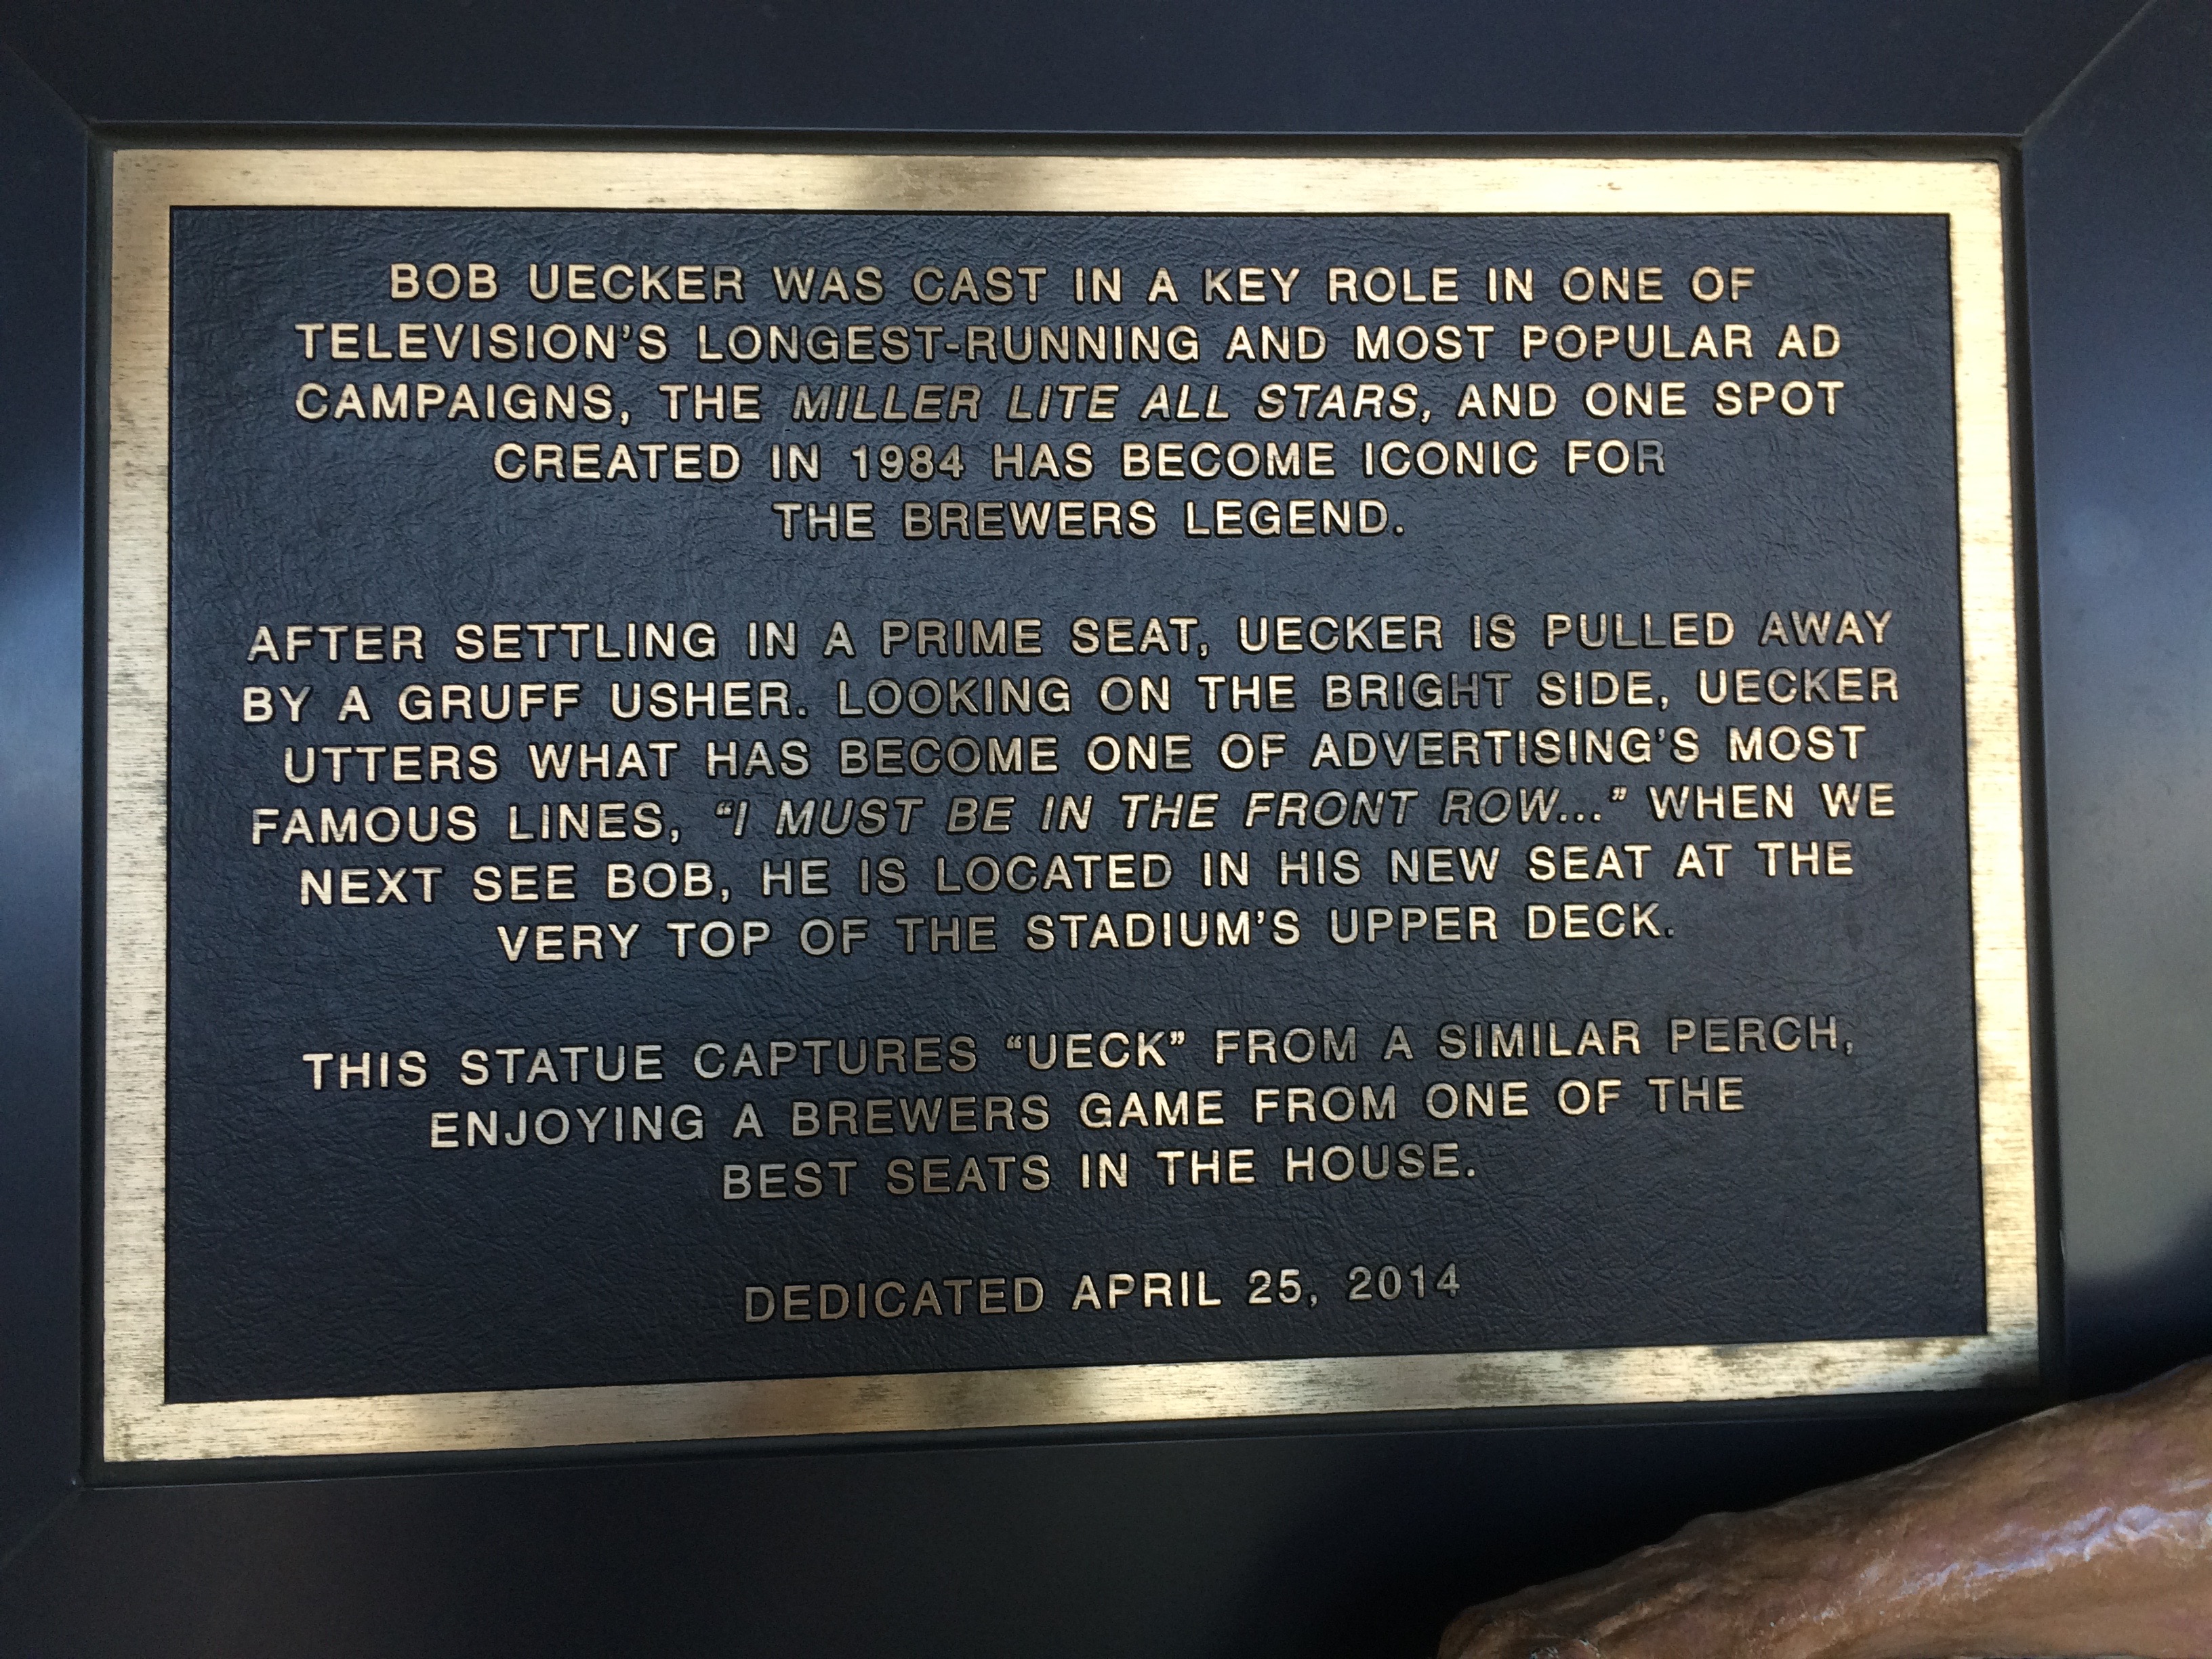 BOB UECKER WAS CAST IN A KEY ROLE IN ONE OF
TELEVISION'S LONGEST-RUNNING AND MOST POPULAR AD
CAMPAIGNS, THE MILLER LITE ALL STARS, AND ONE SPOT
CREATED IN 1984 HAS BECOME ICONIC FOR
THE BREWERS LEGEND.
AFTER SETTLING IN A PRIME SEAT, UECKER IS PULLED AWAY
BY A GRUFF USHER. LOOKING ON THE BRIGHT SIDE, UECKER
UTTERS WHAT HAS BECOME ONE OF ADVERTISING'S MOST
FAMOUS LINES, “I MUST BE IN THE FRONT ROW...” WHEN WE
NEXT SEE BOB, HE IS LOCATED IN HIS NEW SEAT AT THE
VERY TOP OF THE STADIUM'S UPPER DECK.
THIS STATUE CAPTURES “UECK” FROM A SIMILAR PERCH,
ENJOYING A BREWERS GAME FROM ONE OF THE
BEST SEATS IN THE HOUSE.
DEDICATED APRIL 25, 2014